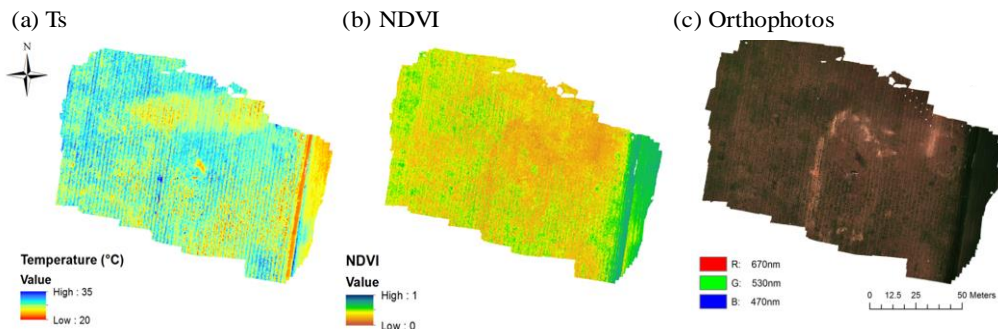 (a) Ts
(b) NDVI
(c) Orthophotos
N
Temperature (°C)
Value
High : 35
Low : 20
NDVI
Value
High : 1
Low : 0
R: 670nm
G: 530nm
B: 470nm
0 12.5 25 50 Meters